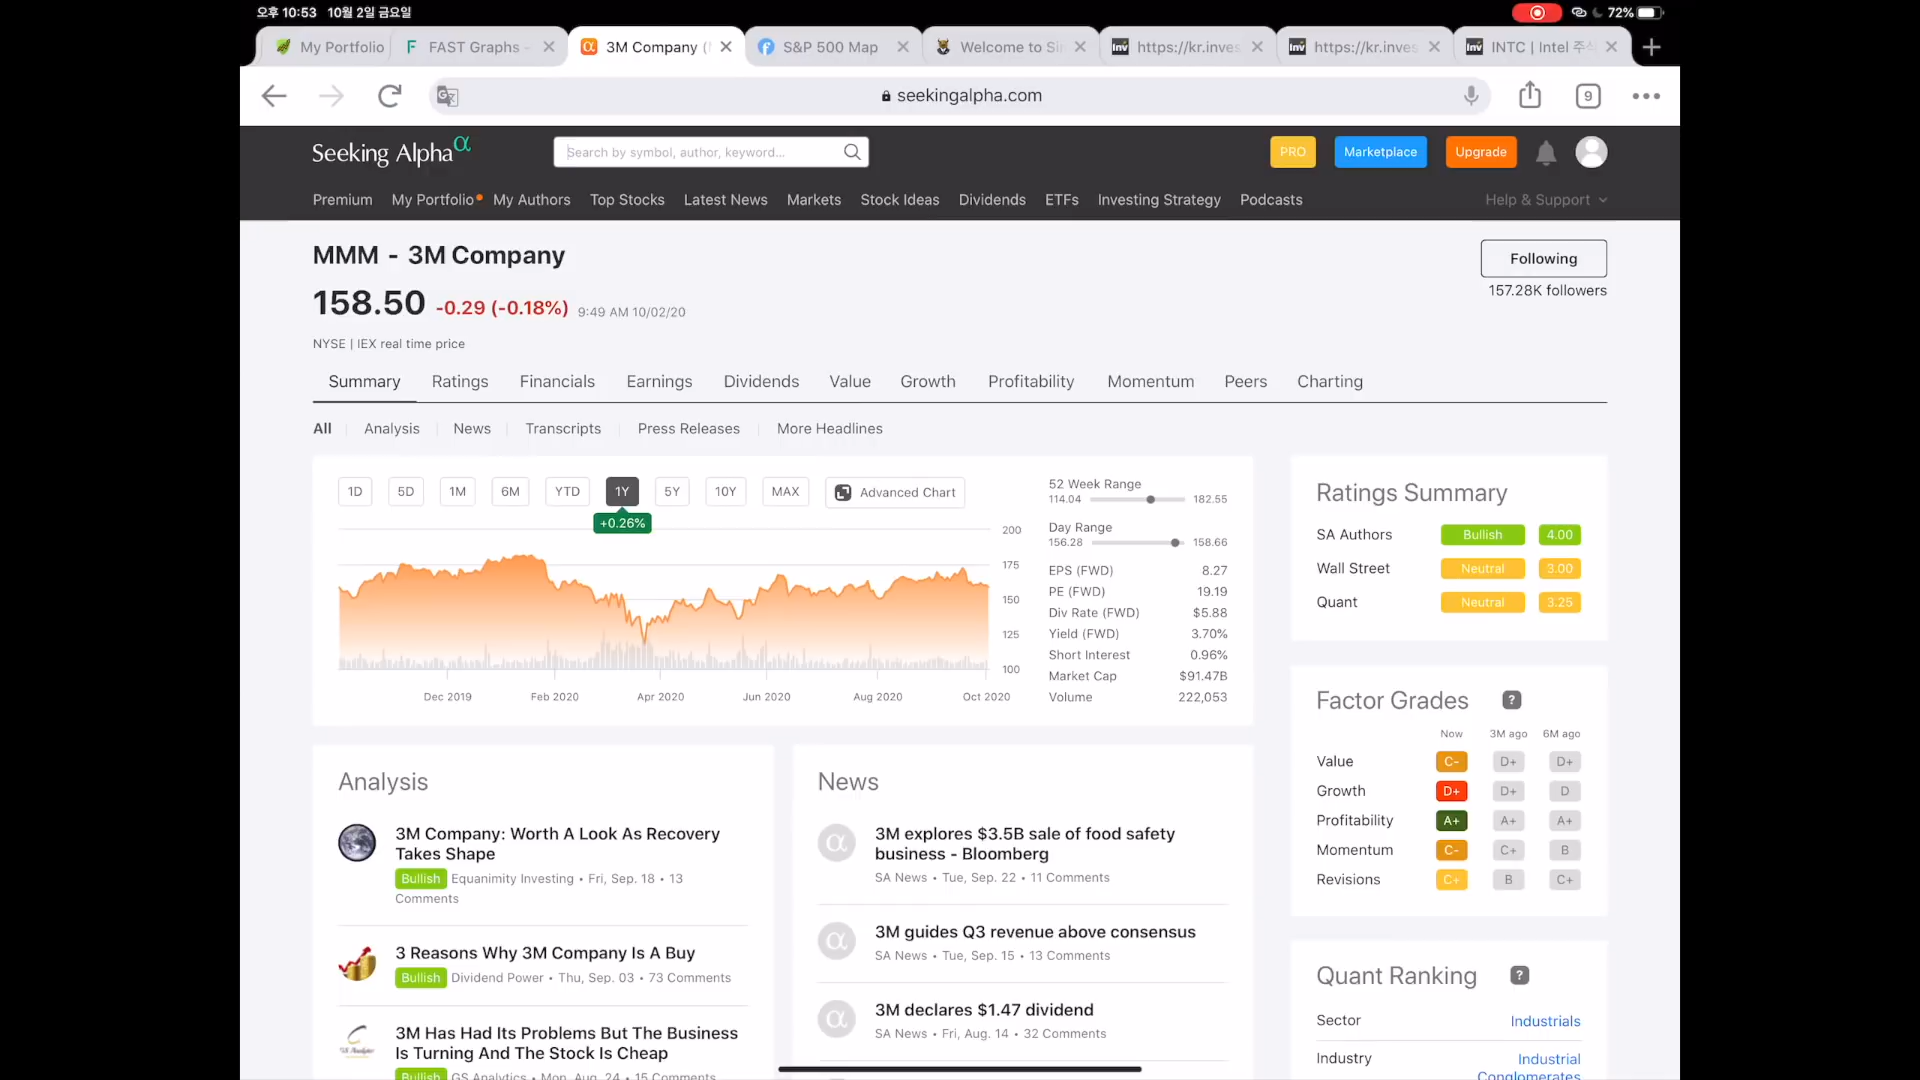 오후 10:53 10월 2일 금요일
72%
My Portfolio
FAST Graphs -
3M Company (
S&P 500 Map
Welcome to Si
https://kr.inves
https://kr.inves
INTC | Intel 주
seekingalpha.com
9
Seeking Alpha α
Search by symbol, author, keyword...
PRO
Marketplace
Upgrade
Premium My Portfolio My Authors Top Stocks Latest News Markets Stock Ideas Dividends ETFs Investing Strategy Podcasts Help & Support
MMM - 3M Company
Following
158.50 -0.29 (-0.18%) 9:49 AM 10/02/20
157.28K followers
NYSE | IEX real time price
Summary Ratings Financials Earnings Dividends Value Growth Profitability Momentum Peers Charting
All Analysis News Transcripts Press Releases More Headlines
1D 5D 1M 6M YTD 1Y 5Y 10Y MAX Advanced Chart
+0.26%
200
175
150
125
100
Dec 2019 Feb 2020 Apr 2020 Jun 2020 Aug 2020 Oct 2020
52 Week Range
114.04 182.55
Day Range
156.28 158.66
EPS (FWD) 8.27
PE (FWD) 19.19
Div Rate (FWD) $5.88
Yield (FWD) 3.70%
Short Interest 0.96%
Market Cap $91.47B
Volume 222,053
Ratings Summary
SA Authors Bullish 4.00
Wall Street Neutral 3.00
Quant Neutral 3.25
Factor Grades ?
Now 3M ago 6M ago
Value C- D+ D+
Growth D+ D+ D
Profitability A+ A+ A+
Momentum C- C+ B
Revisions C+ B C+
Quant Ranking ?
Sector Industrials
Industry Industrial
Conglomerates
Analysis
3M Company: Worth A Look As Recovery
Takes Shape
Bullish Equanimity Investing • Fri, Sep. 18 • 13
Comments
3 Reasons Why 3M Company Is A Buy
Bullish Dividend Power • Thu, Sep. 03 • 73 Comments
3M Has Had Its Problems But The Business
Is Turning And The Stock Is Cheap
Bullish GS Analytics • Mon, Aug. 24 • 15 Comments
News
3M explores $3.5B sale of food safety
business - Bloomberg
SA News • Tue, Sep. 22 • 11 Comments
3M guides Q3 revenue above consensus
SA News • Tue, Sep. 15 • 13 Comments
3M declares $1.47 dividend
SA News • Fri, Aug. 14 • 32 Comments